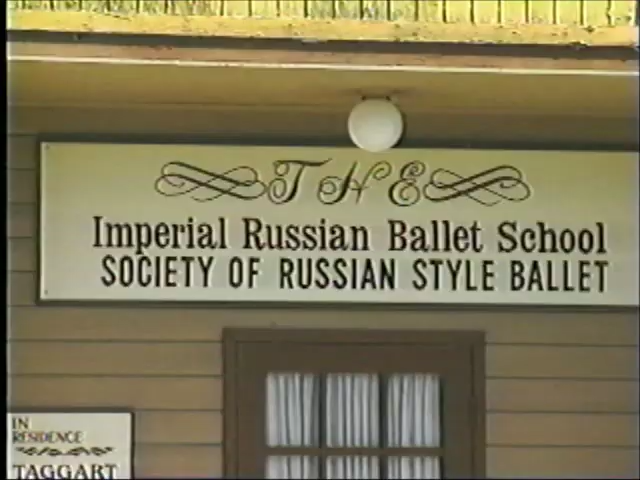 THE
Imperial Russian Ballet School
SOCIETY OF RUSSIAN STYLE BALLET
IN
RESIDENCE
TAGGART